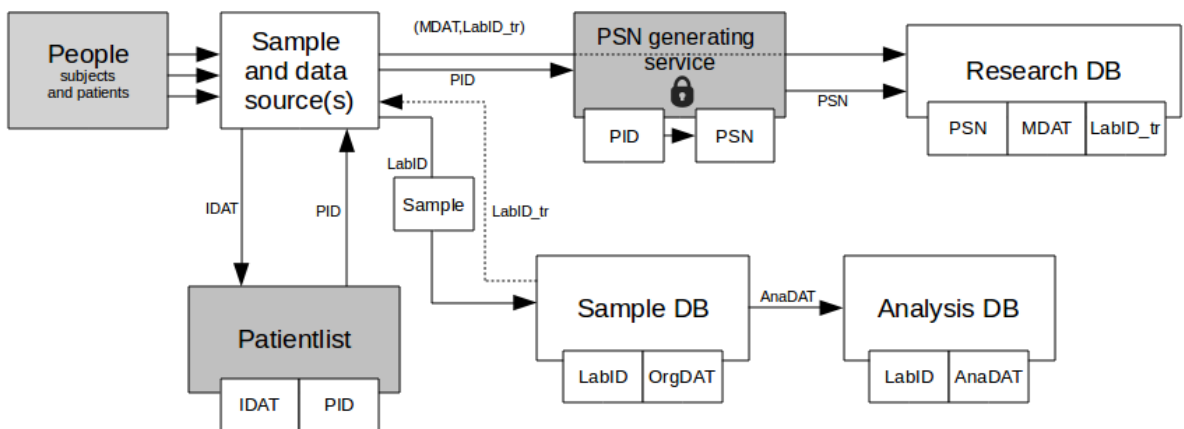 People
subjects
and patients
Sample
and data
source(s)
(MDAT,LabID_tr)
PID
PSN generating
service
PID
PSN
PSN
Research DB
PSN
MDAT
LabID_tr
LabID
Sample
LabID_tr
IDAT
PID
Patientlist
IDAT
PID
Sample DB
LabID
OrgDAT
AnaDAT
Analysis DB
LabID
AnaDAT